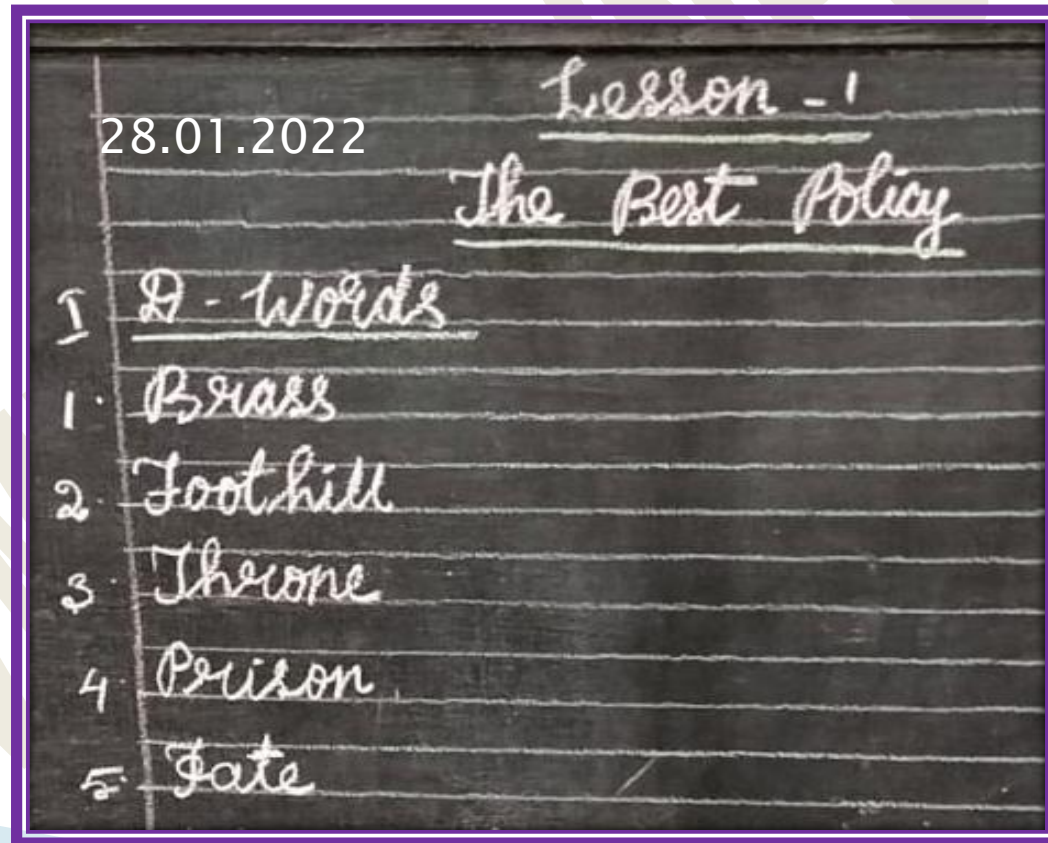 Lesson - 1
28.01.2022
The Best Policy
I D - Words
1. Brass
2. Foothill
3. Throne
4. Prison
5. Fate